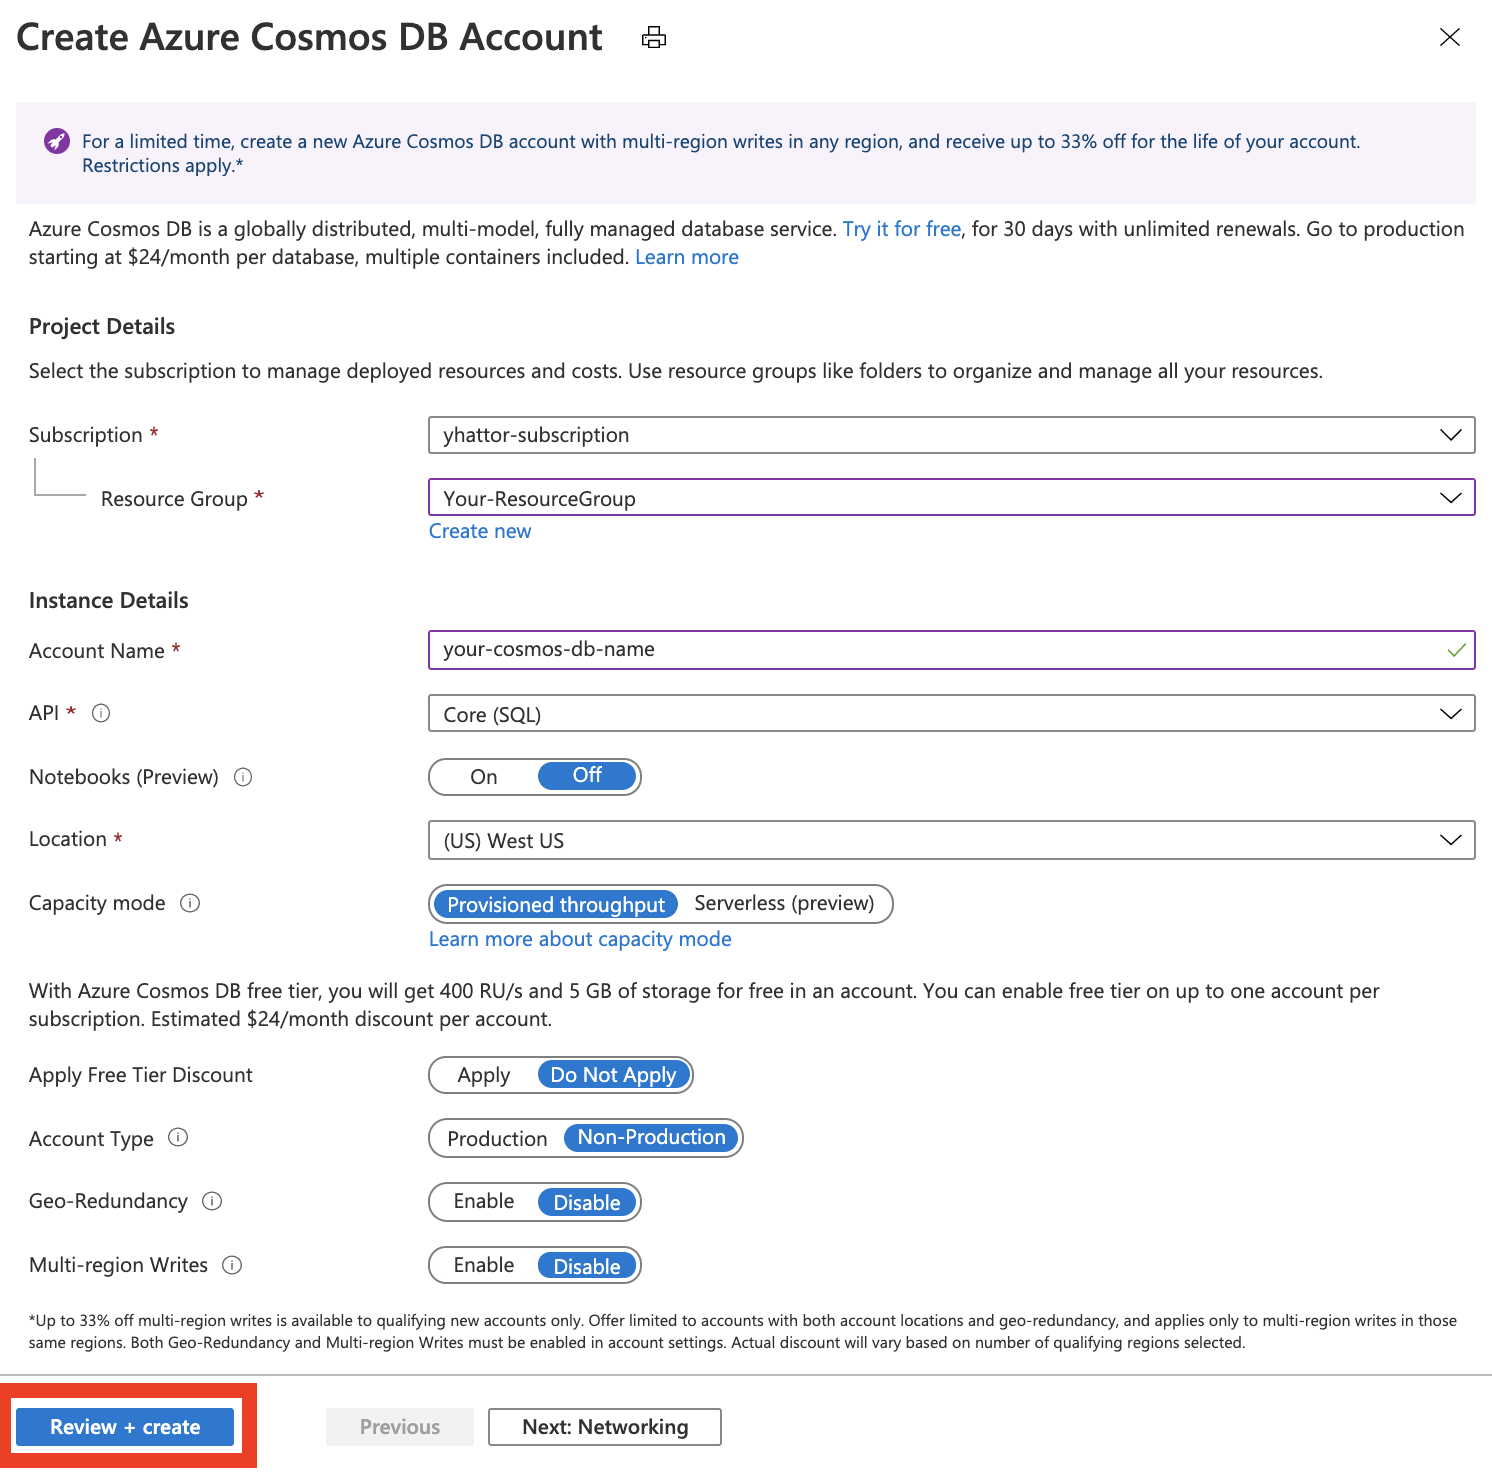 Create Azure Cosmos DB Account
For a limited time, create a new Azure Cosmos DB account with multi-region writes in any region, and receive up to 33% off for the life of your account.
Restrictions apply.*
Azure Cosmos DB is a globally distributed, multi-model, fully managed database service. Try it for free, for 30 days with unlimited renewals. Go to production
starting at $24/month per database, multiple containers included. Learn more
Project Details
Select the subscription to manage deployed resources and costs. Use resource groups like folders to organize and manage all your resources.
Subscription * yhattor-subscription
Resource Group * Your-ResourceGroup
Create new
Instance Details
Account Name * your-cosmos-db-name
API * Core (SQL)
Notebooks (Preview) On Off
Location * (US) West US
Capacity mode Provisioned throughput Serverless (preview)
Learn more about capacity mode
With Azure Cosmos DB free tier, you will get 400 RU/s and 5 GB of storage for free in an account. You can enable free tier on up to one account per
subscription. Estimated $24/month discount per account.
Apply Free Tier Discount Apply Do Not Apply
Account Type Production Non-Production
Geo-Redundancy Enable Disable
Multi-region Writes Enable Disable
*Up to 33% off multi-region writes is available to qualifying new accounts only. Offer limited to accounts with both account locations and geo-redundancy, and applies only to multi-region writes in those
same regions. Both Geo-Redundancy and Multi-region Writes must be enabled in account settings. Actual discount will vary based on number of qualifying regions selected.
Review + create Previous Next: Networking